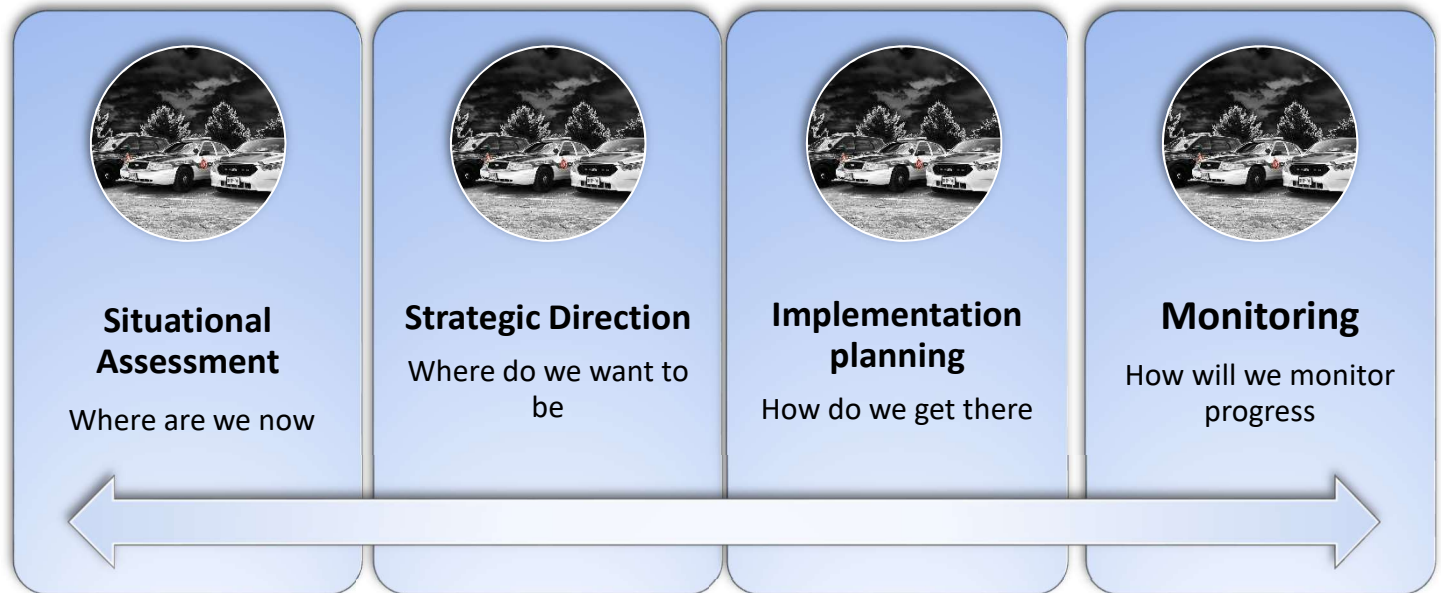 Situational
Assessment
Where are we now
Strategic Direction
Where do we want to
be
Implementation
planning
How do we get there
Monitoring
How will we monitor
progress